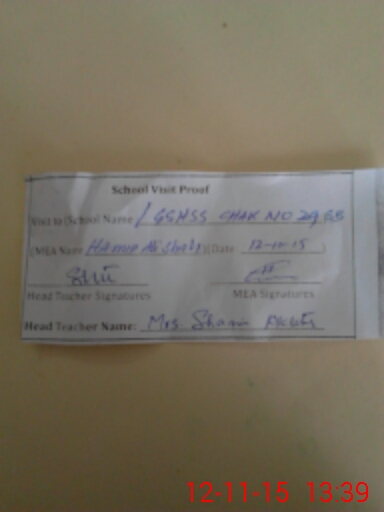 School Visit Proof
Visit to (School Name / GGHSS CHAK NO 29 GB
(MEA Name Hamid Ali Shah) (Date 12-11-15)
Head Teacher Signatures MEA Signatures
Head Teacher Name: Mrs Shamim Akhtar
12-11-15 13:39